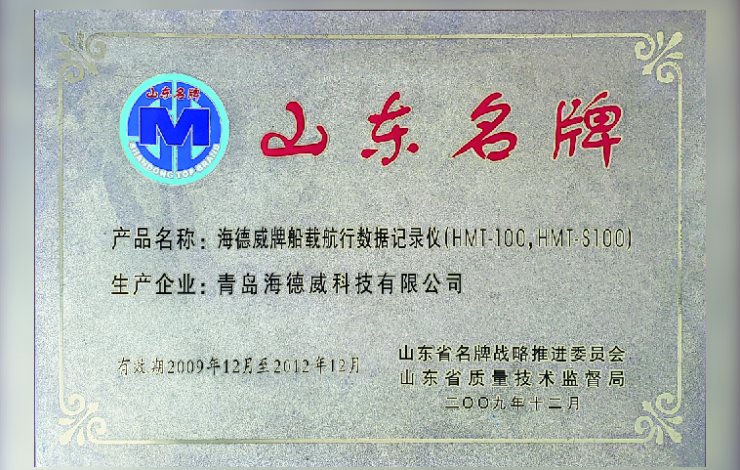 山东名牌
SHANDONG TOP BRAND
山东名牌
产品名称：海德威牌船载航行数据记录仪(HMT-100,HMT-S100)
生产企业：青岛海德威科技有限公司
有效期2009年12月至2012年12月
山东省名牌战略推进委员会
山东省质量技术监督局
二〇〇九年十二月